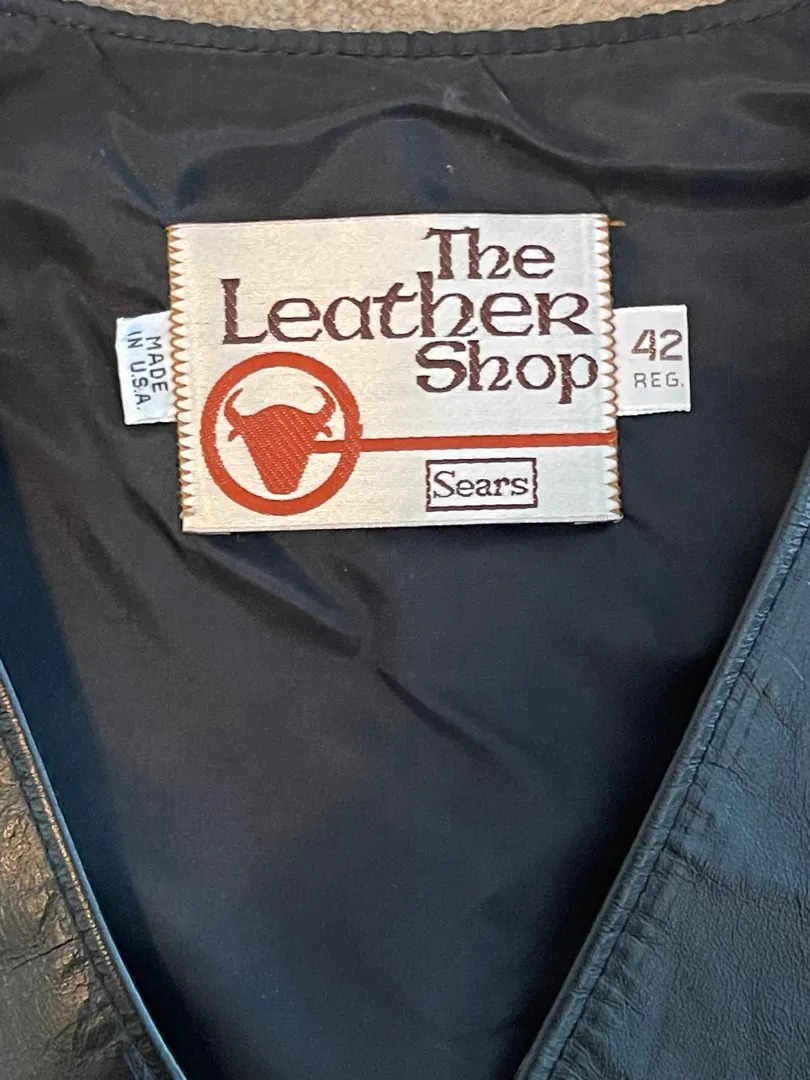 The
Leather
Shop
Sears
MADE
IN U.S.A.
42
REG.